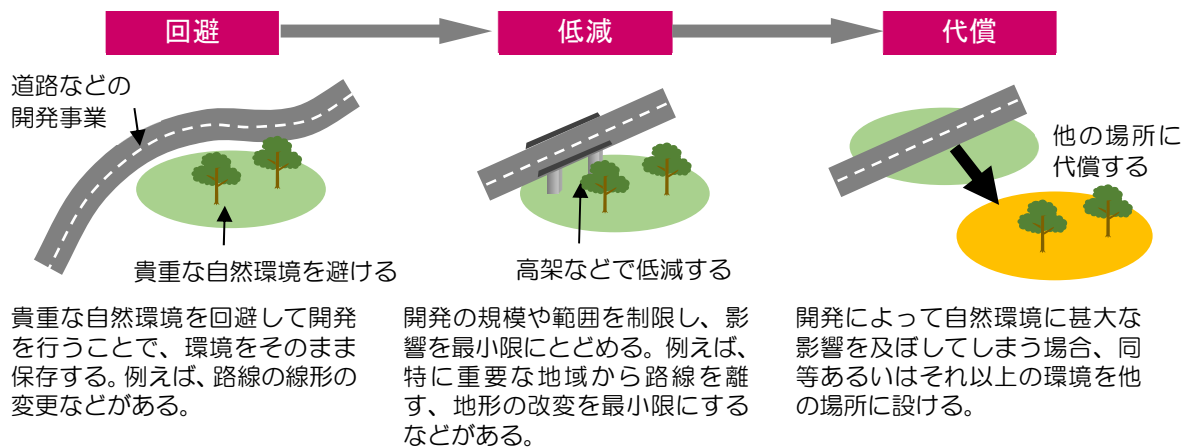 回避
低減
代償
道路などの
開発事業
貴重な自然環境を避ける
高架などで低減する
他の場所に
代償する
貴重な自然環境を回避して開発
を行うことで、環境をそのまま
保存する。例えば、路線の線形の
変更などがある。
開発の規模や範囲を制限し、影
響を最小限にとどめる。例えば、
特に重要な地域から路線を離
す、地形の改変を最小限にする
などがある。
開発によって自然環境に甚大な
影響を及ぼしてしまう場合、同
等あるいはそれ以上の環境を他
の場所に設ける。